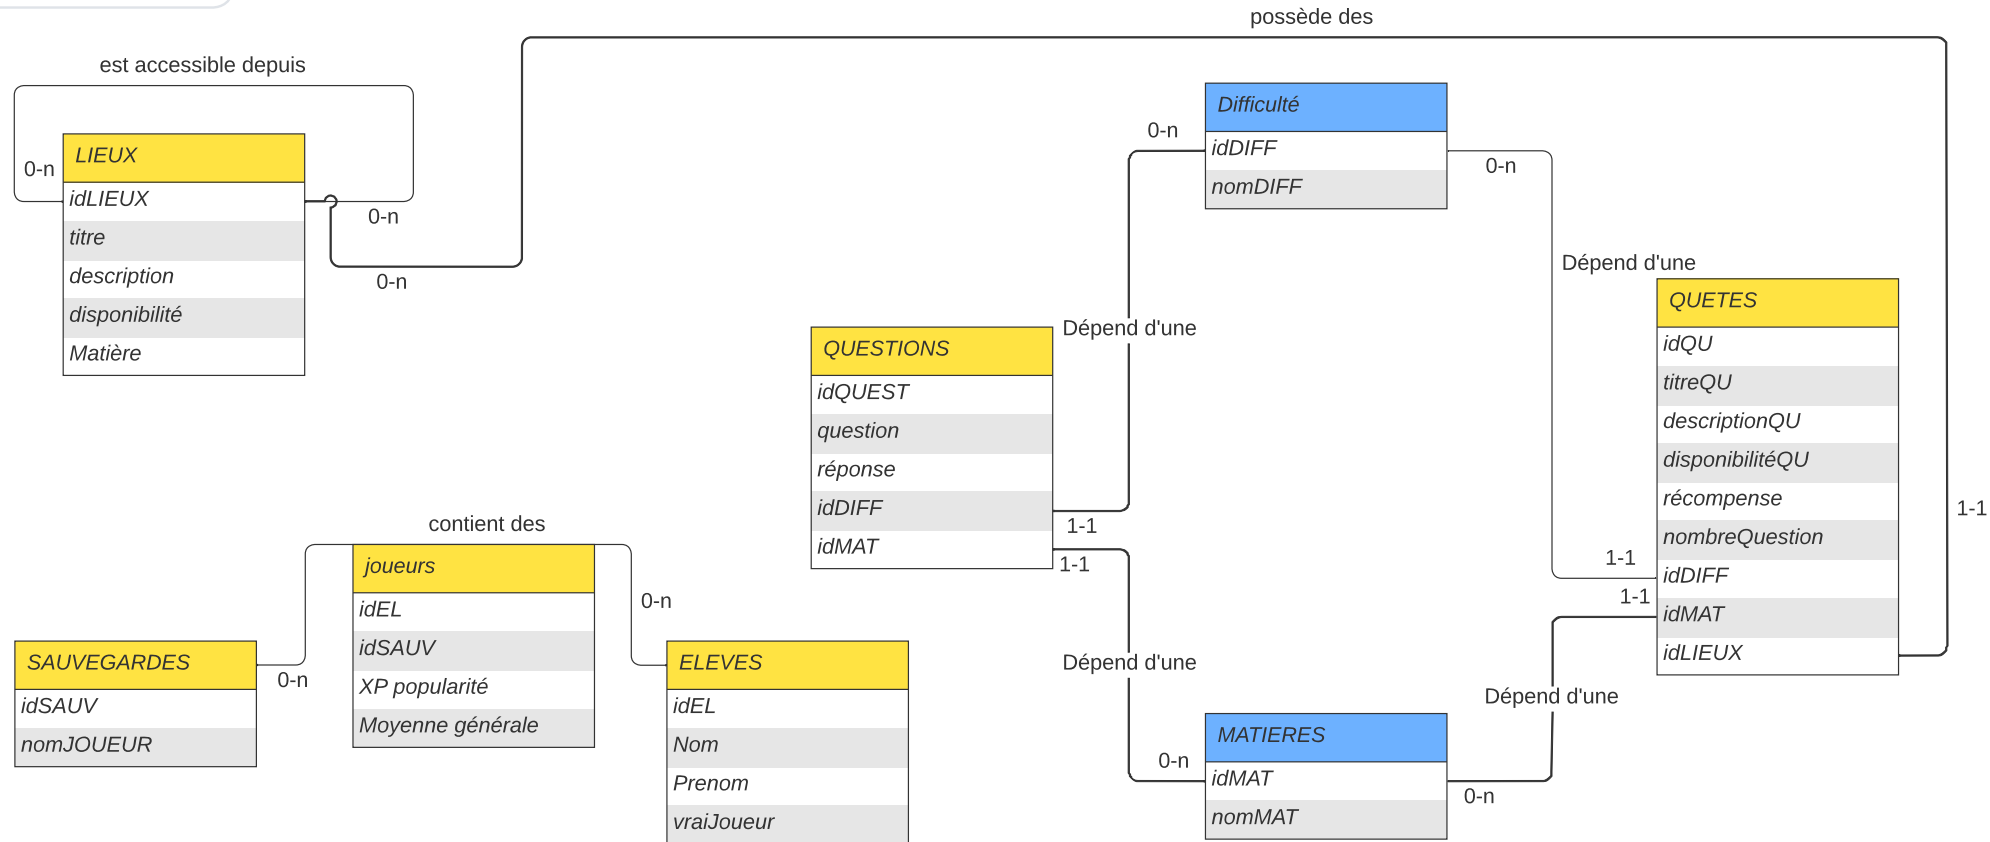 possède des
est accessible depuis
LIEUX
idLIEUX
titre
description
disponibilité
Matière
0-n
0-n
0-n
Difficulté
idDIFF
nomDIFF
0-n
0-n
Dépend d'une
Dépend d'une
QUESTIONS
idQUEST
question
réponse
idDIFF
idMAT
1-1
1-1
QUETES
idQU
titreQU
descriptionQU
disponibilitéQU
récompense
nombreQuestion
idDIFF
idMAT
idLIEUX
1-1
1-1
1-1
contient des
joueurs
idEL
idSAUV
XP popularité
Moyenne générale
0-n
0-n
SAUVEGARDES
idSAUV
nomJOUEUR
ELEVES
idEL
Nom
Prenom
vraiJoueur
Dépend d'une
Dépend d'une
MATIERES
idMAT
nomMAT
0-n
0-n